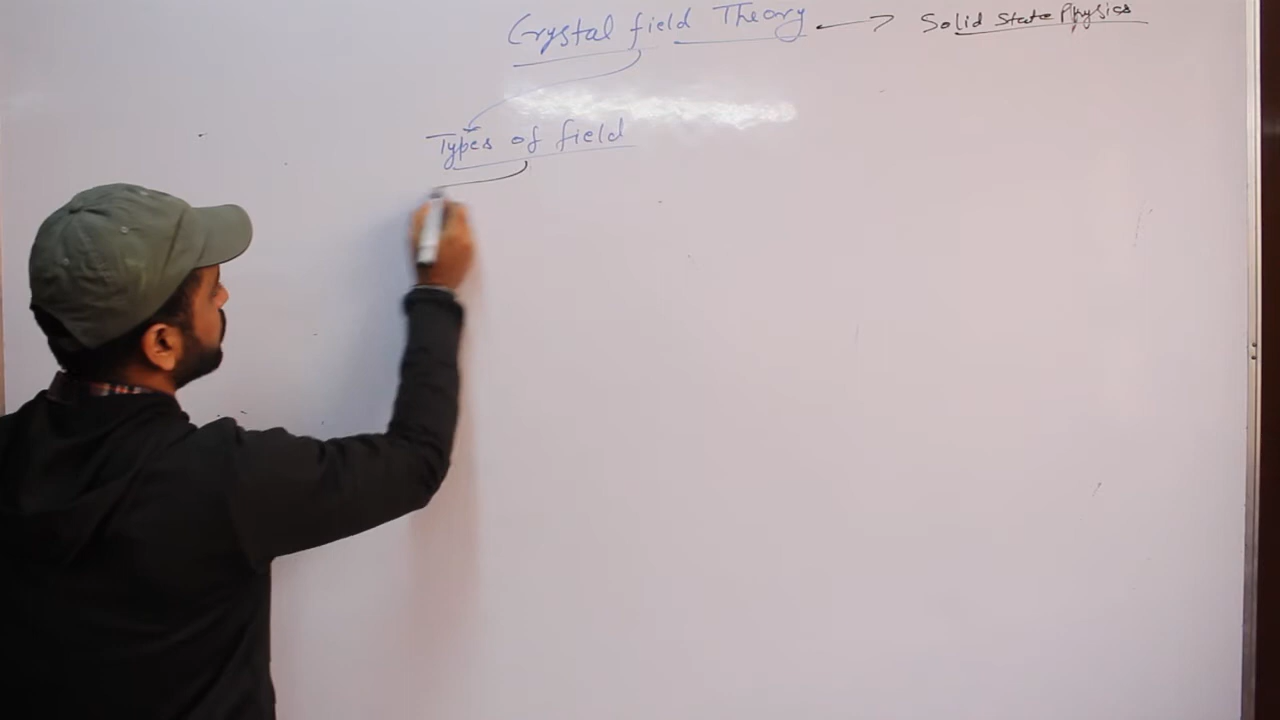 Crystal field Theory → Solid State Physics
Types of field